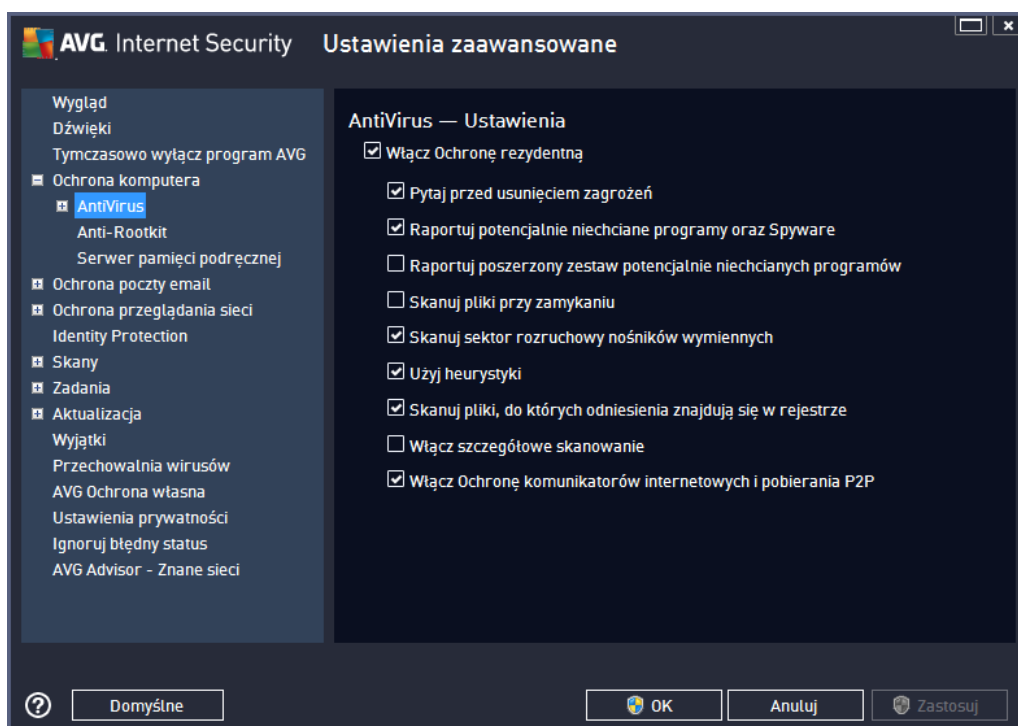 AVG. Internet Security
Ustawienia zaawansowane
Wygląd
Dźwięki
Tymczasowo wyłącz program AVG
Ochrona komputera
AntiVirus
Anti-Rootkit
Serwer pamięci podręcznej
Ochrona poczty email
Ochrona przeglądania sieci
Identity Protection
Skany
Zadania
Aktualizacja
Wyjątki
Przechowalnia wirusów
AVG Ochrona własna
Ustawienia prywatności
Ignoruj błędny status
AVG Advisor - Znane sieci
AntiVirus — Ustawienia
Włącz Ochronę rezydentną
Pytaj przed usunięciem zagrożeń
Raportuj potencjalnie niechciane programy oraz Spyware
Raportuj poszerzony zestaw potencjalnie niechcianych programów
Skanuj pliki przy zamykaniu
Skanuj sektor rozruchowy nośników wymiennych
Użyj heurystyki
Skanuj pliki, do których odniesienia znajdują się w rejestrze
Włącz szczegółowe skanowanie
Włącz Ochronę komunikatorów internetowych i pobierania P2P
Domyślne
OK
Anuluj
Zastosuj